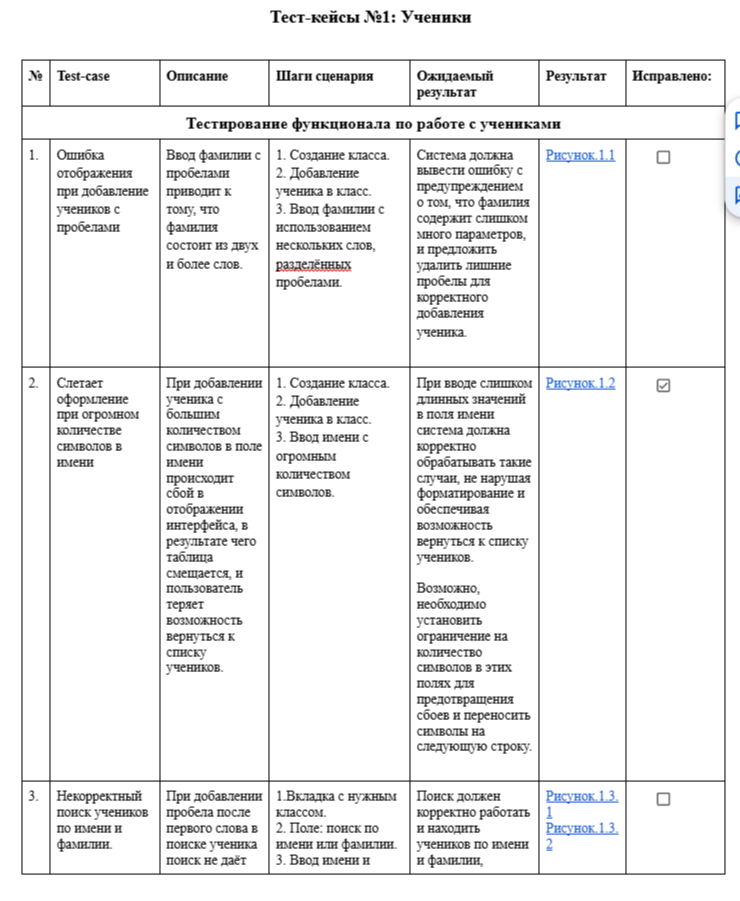 Тест-кейсы №1: Ученики
№
Test-case
Описание
Шаги сценария
Ожидаемый
результат
Результат
Исправлено:
Тестирование функционала по работе с учениками
1.
Ошибка
отображения
при добавление
учеников с
пробелами
Ввод фамилии с
пробелами
приводит к
тому, что
фамилия
состоит из двух
и более слов.
1. Создание класса.
2. Добавление
ученика в класс.
3. Ввод фамилии с
использованием
нескольких слов,
разделённых
пробелами.
Система должна
вывести ошибку с
предупреждением
о том, что фамилия
содержит слишком
много параметров,
и предложить
удалить лишние
пробелы для
корректного
добавления
ученика.
Рисунок.1.1
2.
Слетает
оформление
при огромном
количестве
символов в
имени
При добавлении
ученика с
большим
количеством
символов в поле
имени
происходит
сбой в
отображении
интерфейса, в
результате чего
таблица
смещается, и
пользователь
теряет
возможность
вернуться к
списку
учеников.
1. Создание класса.
2. Добавление
ученика в класс.
3. Ввод имени с
огромным
количеством
символов.
При вводе слишком
длинных значений
в поля имени
система должна
корректно
обрабатывать такие
случаи, не нарушая
форматирование и
обеспечивая
возможность
вернуться к списку
учеников.
Возможно,
необходимо
установить
ограничение на
количество
символов в этих
полях для
предотвращения
сбоев и переносить
символы на
следующую строку.
Рисунок.1.2
3.
Некорректный
поиск учеников
по имени и
фамилии.
При добавлении
пробела после
первого слова в
поиске ученика
поиск не даёт
1.Вкладка с нужным
классом.
2. Поле: поиск по
имени или фамилии.
3. Ввод имени и
Поиск должен
корректно работать
и находить
учеников по имени
и фамилии,
Рисунок.1.3.
1
Рисунок.1.3.
2